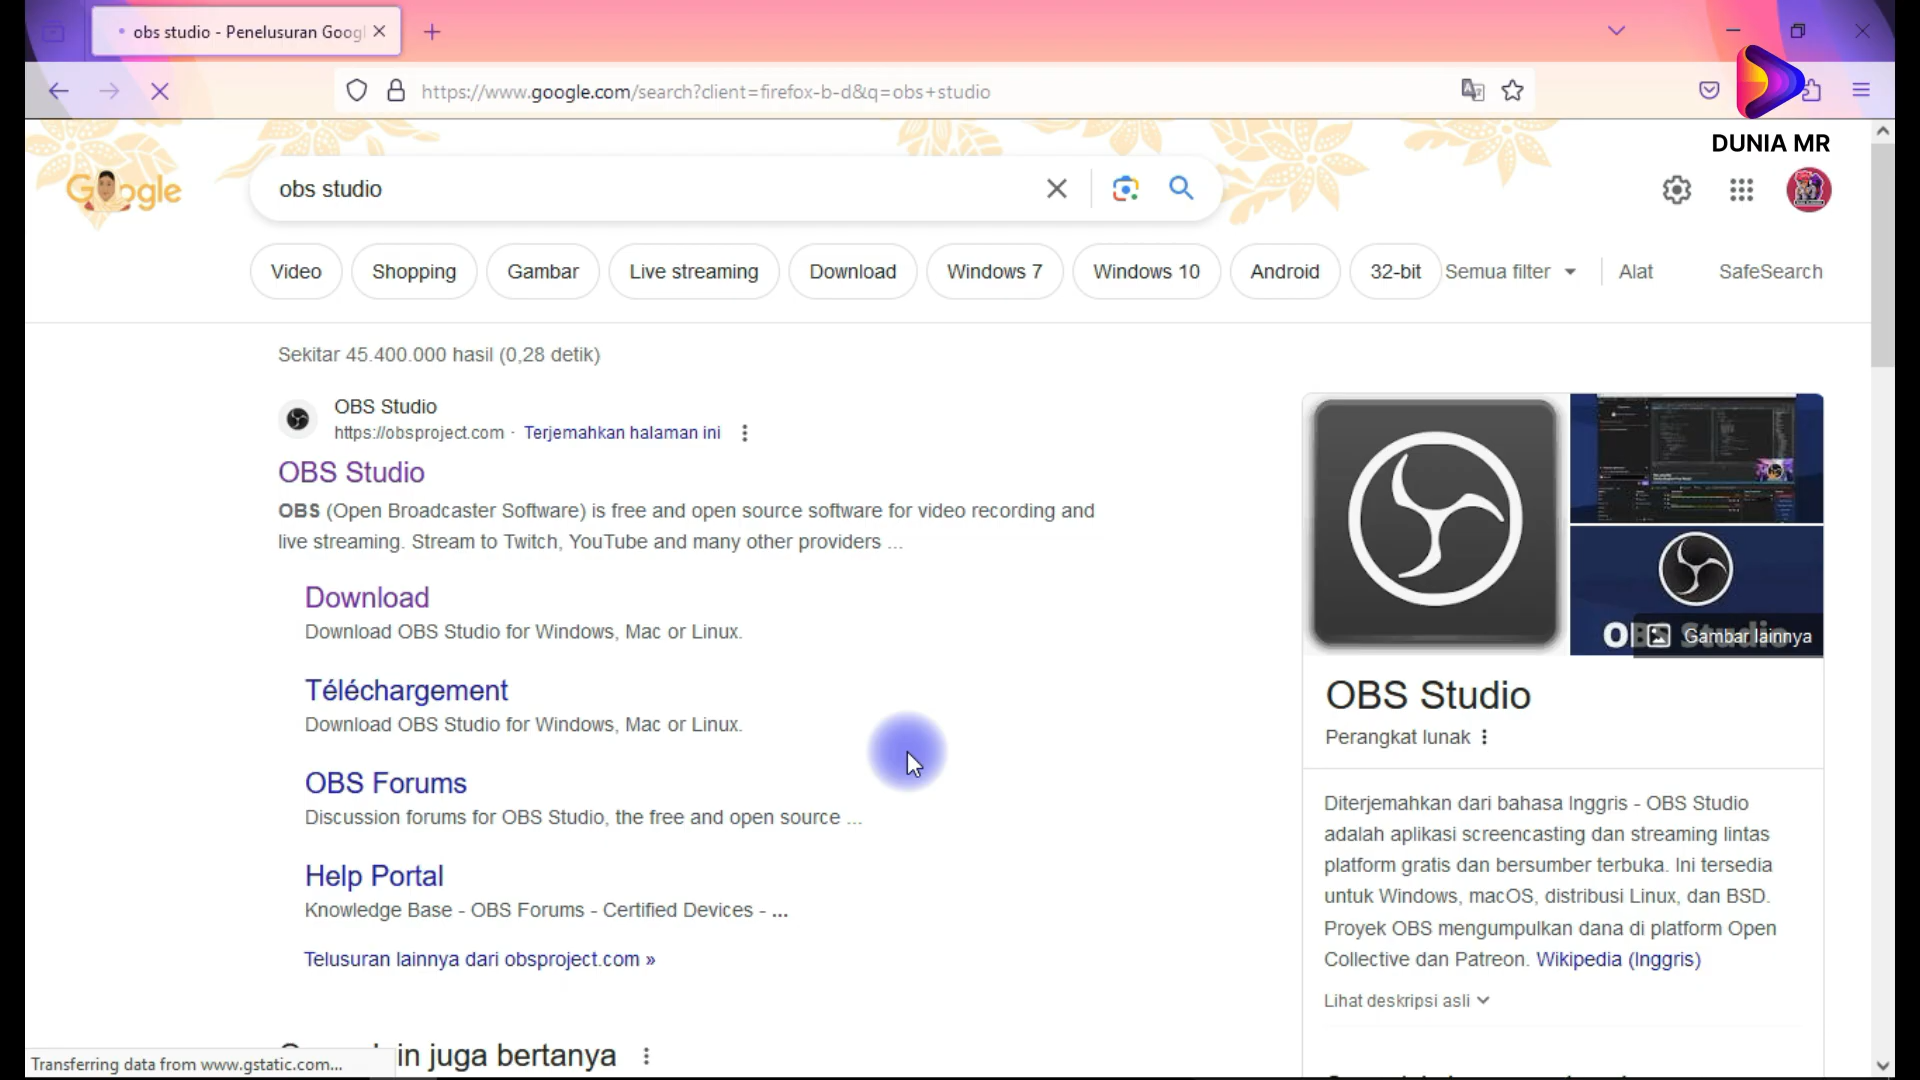 obs studio - Penelusuran Googl
https://www.google.com/search?client=firefox-b-d&q=obs+studio
DUNIA MR
Google
obs studio
Video
Shopping
Gambar
Live streaming
Download
Windows 7
Windows 10
Android
32-bit
Semua filter
Alat
SafeSearch
Sekitar 45.400.000 hasil (0,28 detik)
OBS Studio
https://obsproject.com · Terjemahkan halaman ini
OBS Studio
OBS (Open Broadcaster Software) is free and open source software for video recording and
live streaming. Stream to Twitch, YouTube and many other providers ...
Download
Download OBS Studio for Windows, Mac or Linux.
Téléchargement
Download OBS Studio for Windows, Mac or Linux.
OBS Forums
Discussion forums for OBS Studio, the free and open source ...
Help Portal
Knowledge Base - OBS Forums - Certified Devices - ...
Telusuran lainnya dari obsproject.com »
in juga bertanya
Transferring data from www.gstatic.com...
Gambar lainnya
OBS Studio
Perangkat lunak
Diterjemahkan dari bahasa Inggris - OBS Studio
adalah aplikasi screencasting dan streaming lintas
platform gratis dan bersumber terbuka. Ini tersedia
untuk Windows, macOS, distribusi Linux, dan BSD.
Proyek OBS mengumpulkan dana di platform Open
Collective dan Patreon. Wikipedia (Inggris)
Lihat deskripsi asli